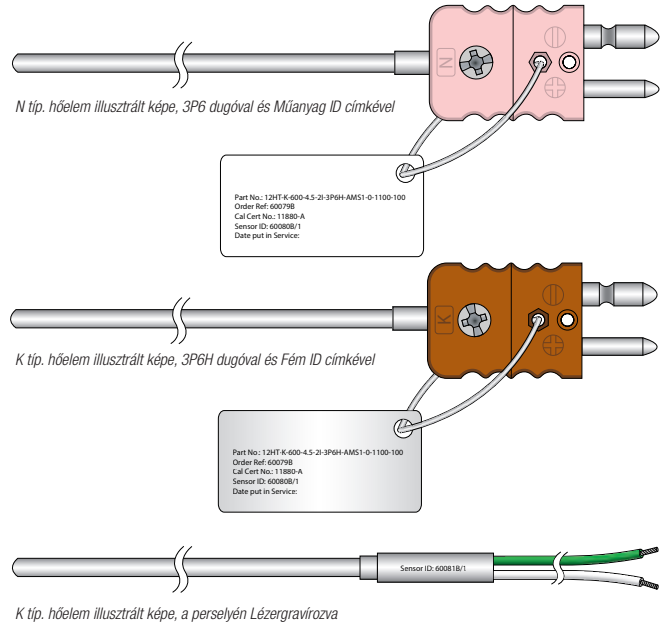 N
N típ. hőelem illusztrált képe, 3P6 dugóval és Műanyag ID címkével
Part No.: 12HT-K-600-4.5-2I-3P6H-AMS1-0-1100-100
Order Ref: 60079B
Cal Cert No.: 11880-A
Sensor ID: 60080B/1
Date put in Service:
K
K típ. hőelem illusztrált képe, 3P6H dugóval és Fém ID címkével
Part No.: 12HT-K-600-4.5-2I-3P6H-AMS1-0-1100-100
Order Ref: 60079B
Cal Cert No.: 11880-A
Sensor ID: 60080B/1
Date put in Service:
Sensor ID: 60081B/1
K típ. hőelem illusztrált képe, a perselyén Lézergravírozva